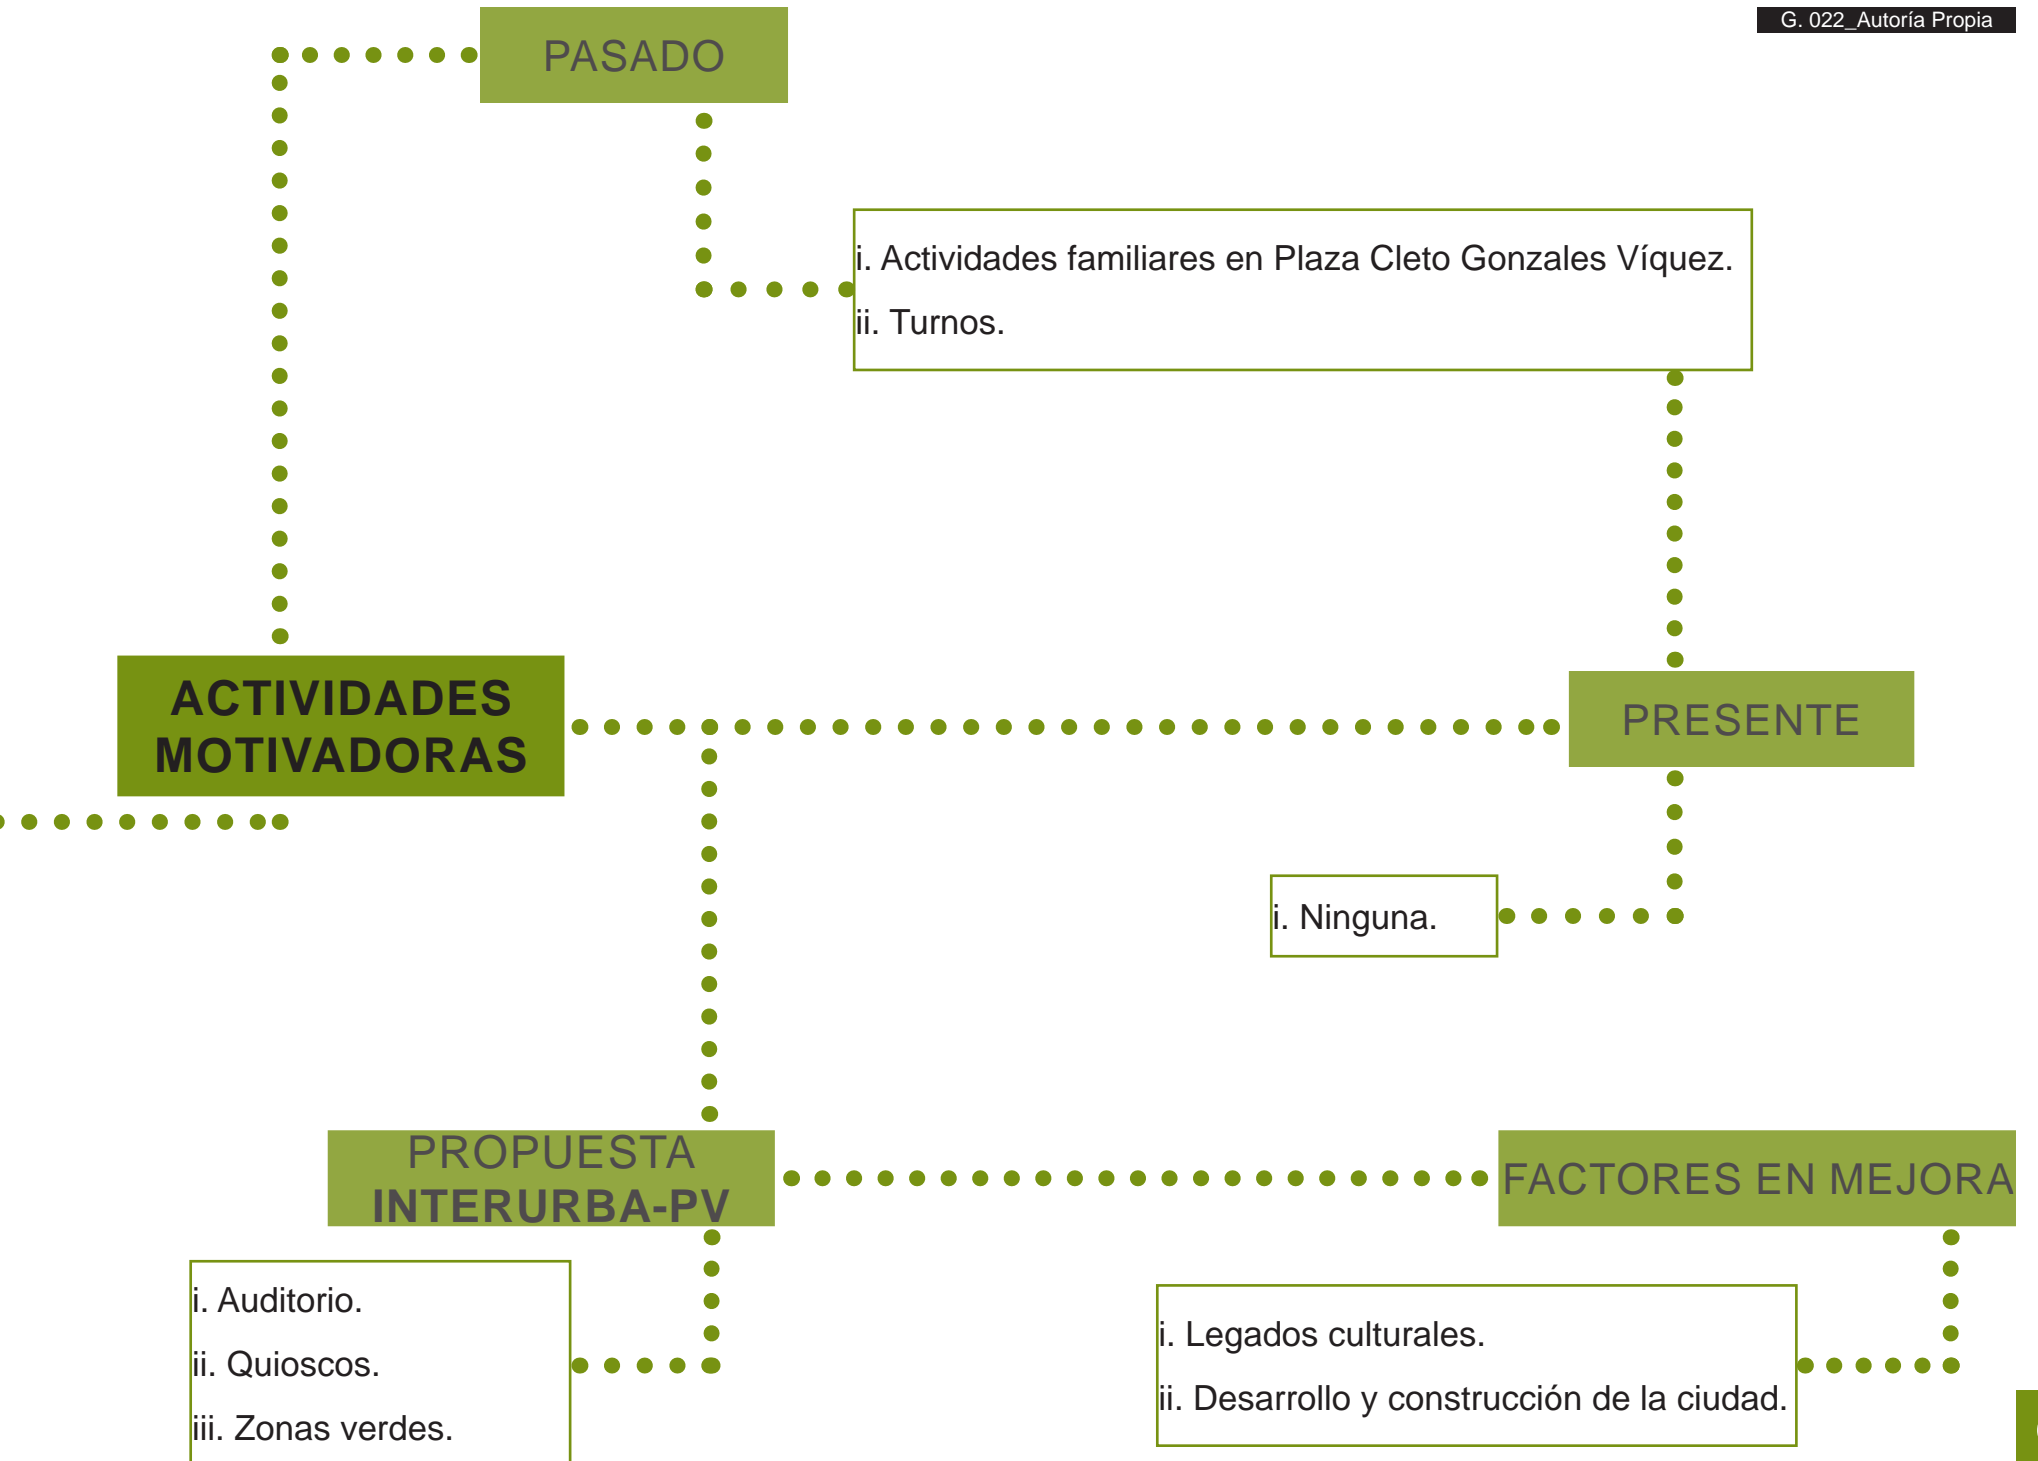 G. 022_Autoría Propia
PASADO
i. Actividades familiares en Plaza Cleto Gonzales Víquez.
ii. Turnos.
ACTIVIDADES
MOTIVADORAS
PRESENTE
i. Ninguna.
PROPUESTA
INTERURBA-PV
FACTORES EN MEJORA
i. Auditorio.
ii. Quioscos.
iii. Zonas verdes.
i. Legados culturales.
ii. Desarrollo y construcción de la ciudad.